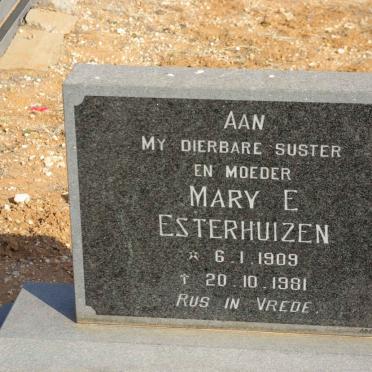 AAN
MY DIERBARE SUSTER
EN MOEDER
MARY E
ESTERHUIZEN
* 6.1.1909
† 20.10.1981
RUS IN VREDE.